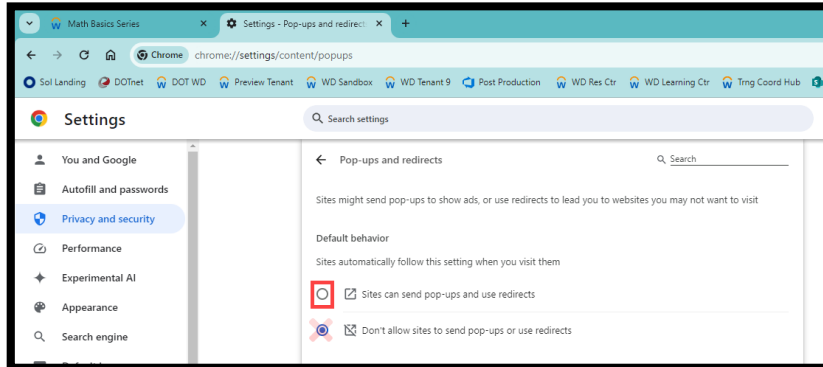 Math Basics Series
Settings - Pop-ups and redirect
Chrome chrome://settings/content/popups
Sol Landing DOTnet DOT WD Preview Tenant WD Sandbox WD Tenant 9 Post Production WD Res Ctr WD Learning Ctr Trng Coord Hub
Settings
Search settings
You and Google
Autofill and passwords
Privacy and security
Performance
Experimental AI
Appearance
Search engine
Pop-ups and redirects
Search
Sites might send pop-ups to show ads, or use redirects to lead you to websites you may not want to visit
Default behavior
Sites automatically follow this setting when you visit them
Sites can send pop-ups and use redirects
Don't allow sites to send pop-ups or use redirects